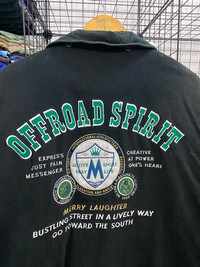 OFFROAD SPIRIT
EXPRESS
JUST PAIN
MESSENGER
CREATIVE
AT POWER
ONE'S HEART
M
MERRY LAUGHTER
BUSTLING STREET IN A LIVELY WAY
GO TOWARD THE SOUTH